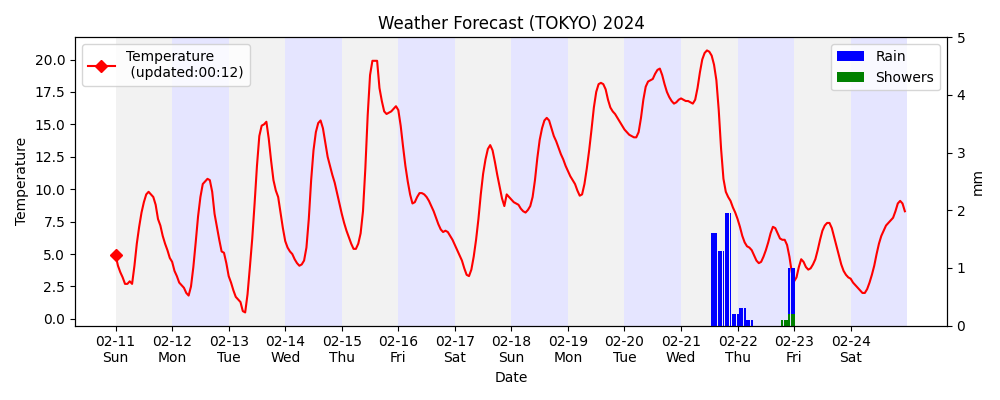 Weather Forecast (TOKYO) 2024
Temperature
(updated:00:12)
Rain
Showers
Temperature
20.0
17.5
15.0
12.5
10.0
7.5
5.0
2.5
0.0
5
4
3
2
1
0
mm
02-11 02-12 02-13 02-14 02-15 02-16 02-17 02-18 02-19 02-20 02-21 02-22 02-23 02-24
Sun Mon Tue Wed Thu Fri Sat Sun Mon Tue Wed Thu Fri Sat
Date